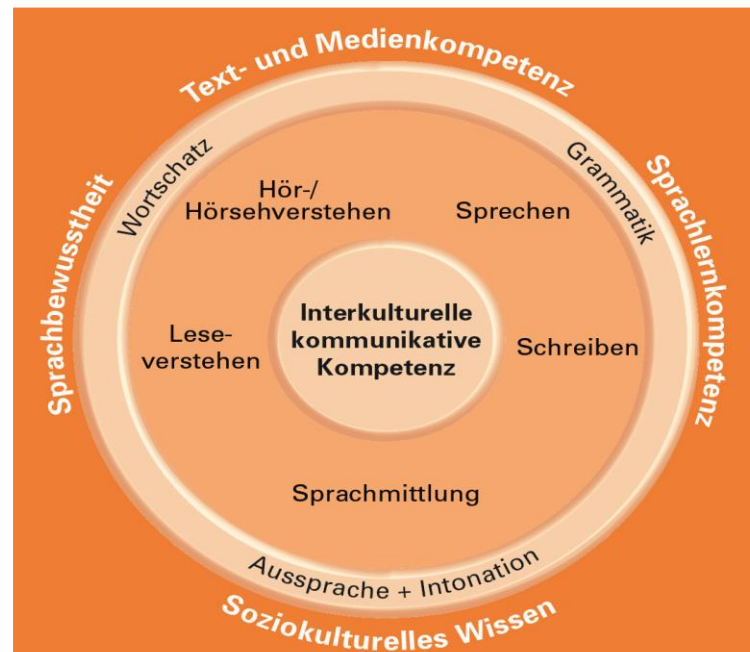 Text- und Medienkompetenz
Sprachbewusstheit
Sprachlernkompetenz
Wortschatz
Grammatik
Hör-/
Hörsehverstehen
Sprechen
Interkulturelle
kommunikative
Kompetenz
Lese-
verstehen
Schreiben
Sprachmittlung
Aussprache + Intonation
Soziokulturelles Wissen